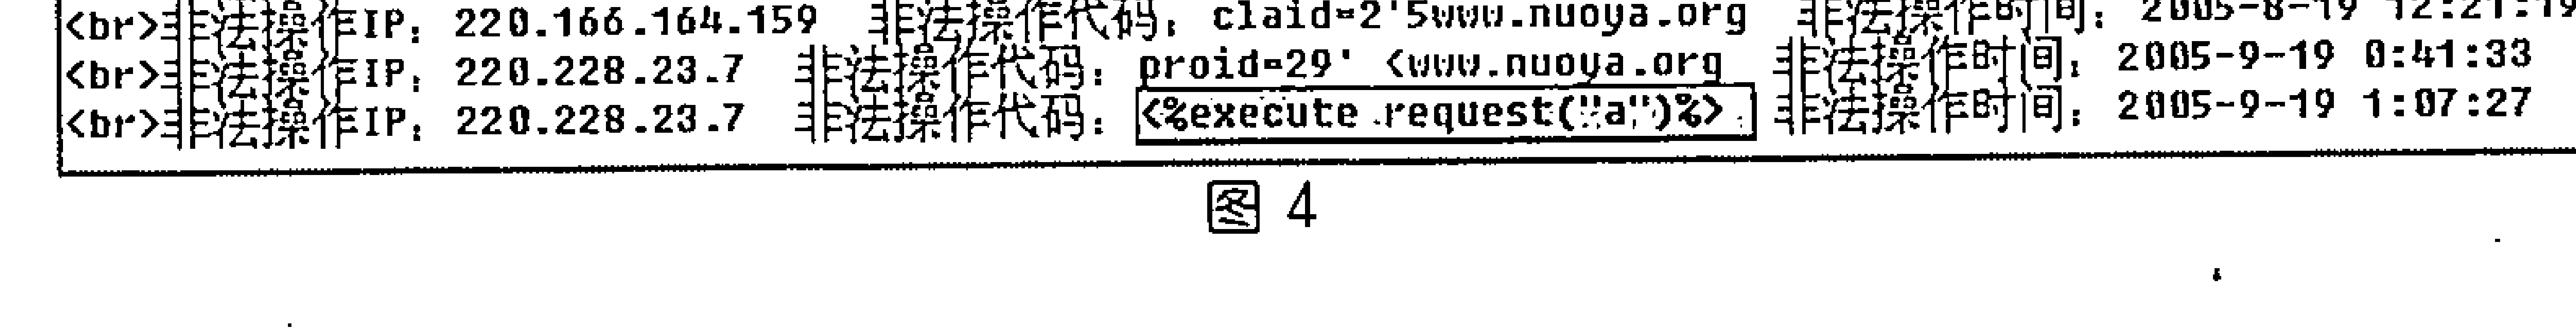 <br>非法操作IP：220.166.164.159 非法操作代码：claid=2'5www.nuoya.org 非法操作时间：2005-8-19 12:21:19
<br>非法操作IP：220.228.23.7 非法操作代码：proid=29' <www.nuoya.org 非法操作时间：2005-9-19 0:41:33
<br>非法操作IP：220.228.23.7 非法操作代码：<%execute request("a")%> 非法操作时间：2005-9-19 1:07:27
图 4